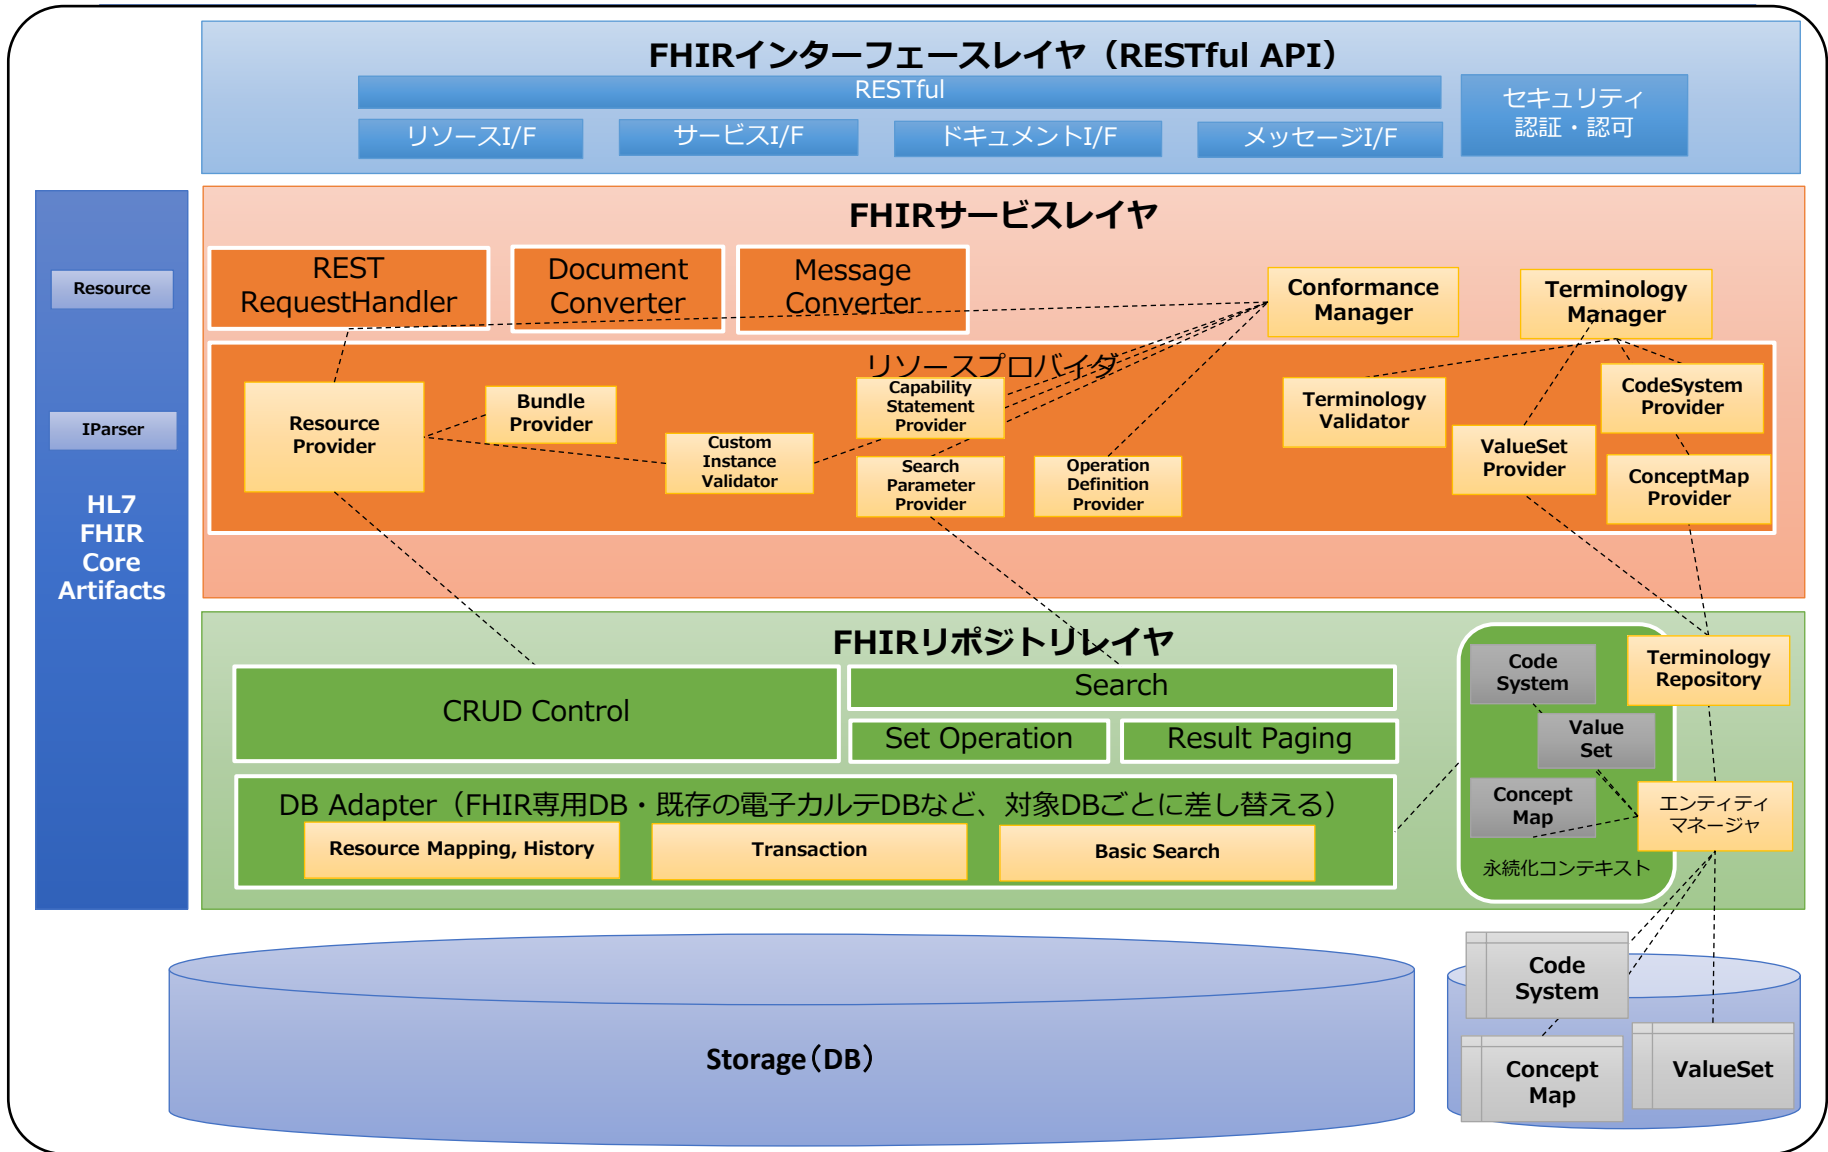 FHIRインターフェースレイヤ（RESTful API）
RESTful
リソースI/F
サービスI/F
ドキュメントI/F
メッセージI/F
セキュリティ
認証・認可
Resource
IParser
HL7
FHIR
Core
Artifacts
FHIRサービスレイヤ
REST
RequestHandler
Document
Converter
Message
Converter
Conformance
Manager
Terminology
Manager
リソースプロバイダ
Resource
Provider
Bundle
Provider
Custom
Instance
Validator
Capability
Statement
Provider
Search
Parameter
Provider
Operation
Definition
Provider
Terminology
Validator
ValueSet
Provider
CodeSystem
Provider
ConceptMap
Provider
FHIRリポジトリレイヤ
CRUD Control
Search
Set Operation
Result Paging
DB Adapter（FHIR専用DB・既存の電子カルテDBなど、対象DBごとに差し替える）
Resource Mapping, History
Transaction
Basic Search
Code
System
Value
Set
Concept
Map
永続化コンテキスト
Terminology
Repository
エンティティ
マネージャ
Storage（DB）
Code
System
Concept
Map
ValueSet